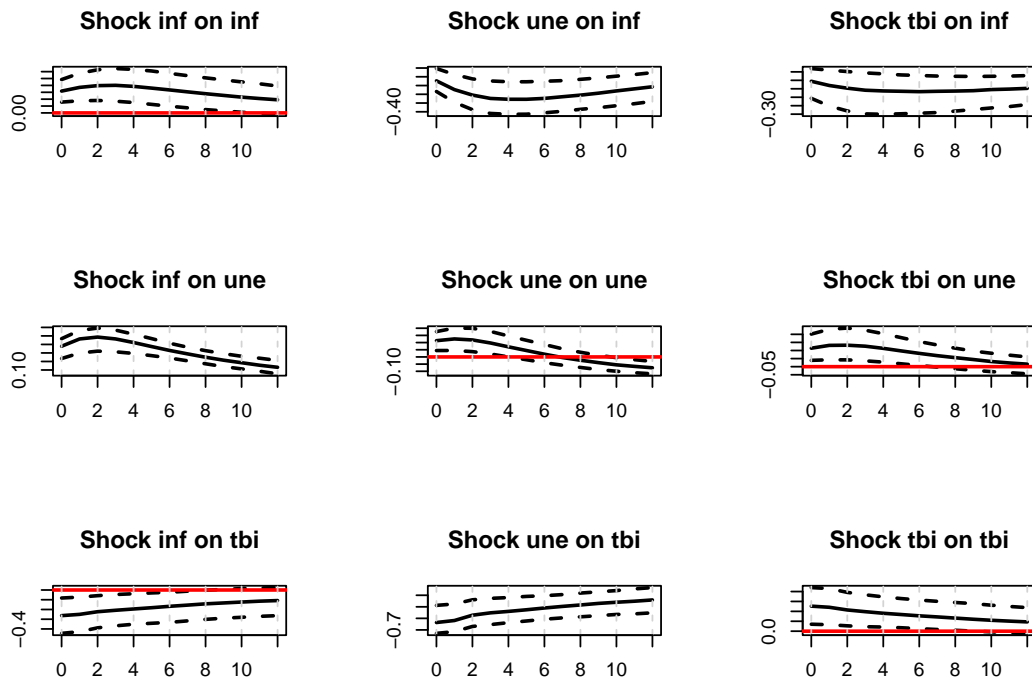 Shock inf on inf
0.00
0 2 4 6 8 10
Shock une on inf
−0.40
0 2 4 6 8 10
Shock tbi on inf
−0.30
0 2 4 6 8 10
Shock inf on une
0.10
0 2 4 6 8 10
Shock une on une
−0.10
0 2 4 6 8 10
Shock tbi on une
−0.05
0 2 4 6 8 10
Shock inf on tbi
−0.4
0 2 4 6 8 10
Shock une on tbi
−0.7
0 2 4 6 8 10
Shock tbi on tbi
0.0
0 2 4 6 8 10